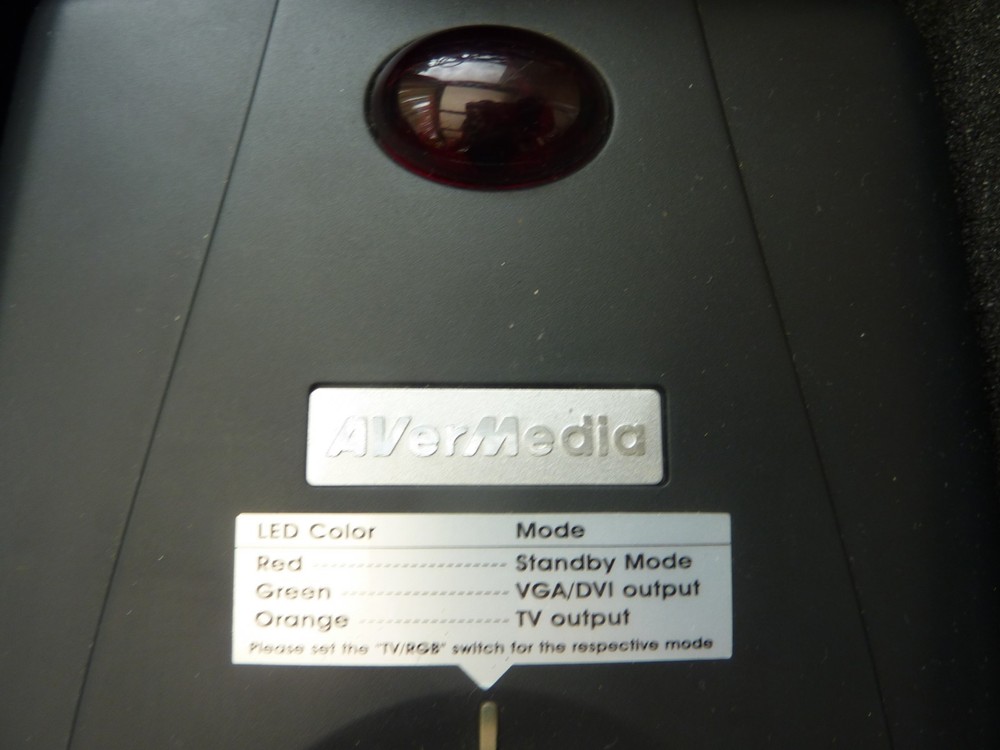 AVerMedia
LED Color Mode
Red ---------------------- Standby Mode
Green ------------------- VGA/DVI output
Orange ----------------- TV output
Please set the "TV/RGB" switch for the respective mode